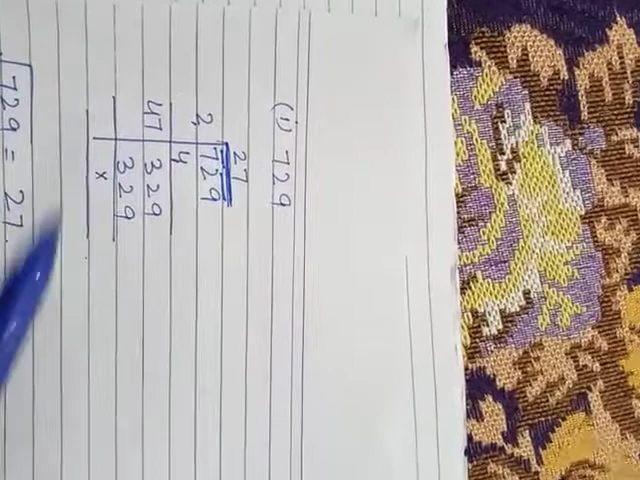 (i) 729
27
2, 729
4
47 329
329
x
√729 = 27.